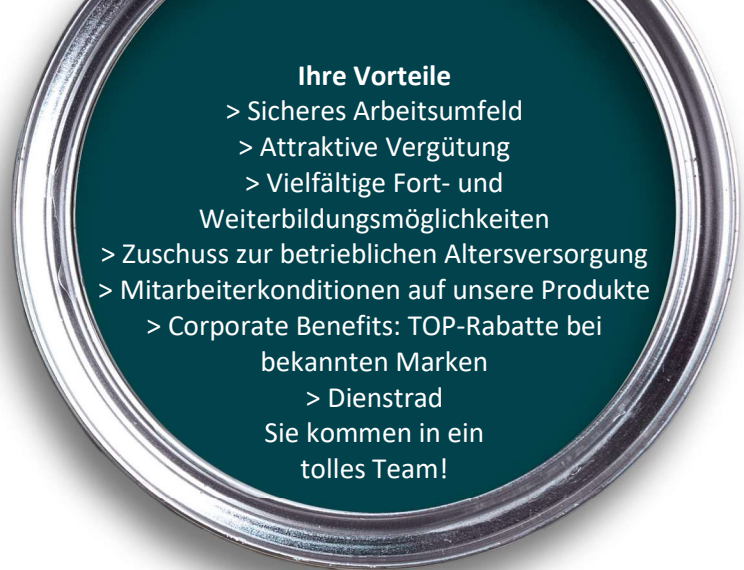 Ihre Vorteile
> Sicheres Arbeitsumfeld
> Attraktive Vergütung
> Vielfältige Fort- und
Weiterbildungsmöglichkeiten
> Zuschuss zur betrieblichen Altersversorgung
> Mitarbeiterkonditionen auf unsere Produkte
> Corporate Benefits: TOP-Rabatte bei
bekannten Marken
> Dienstrad
Sie kommen in ein
tolles Team!